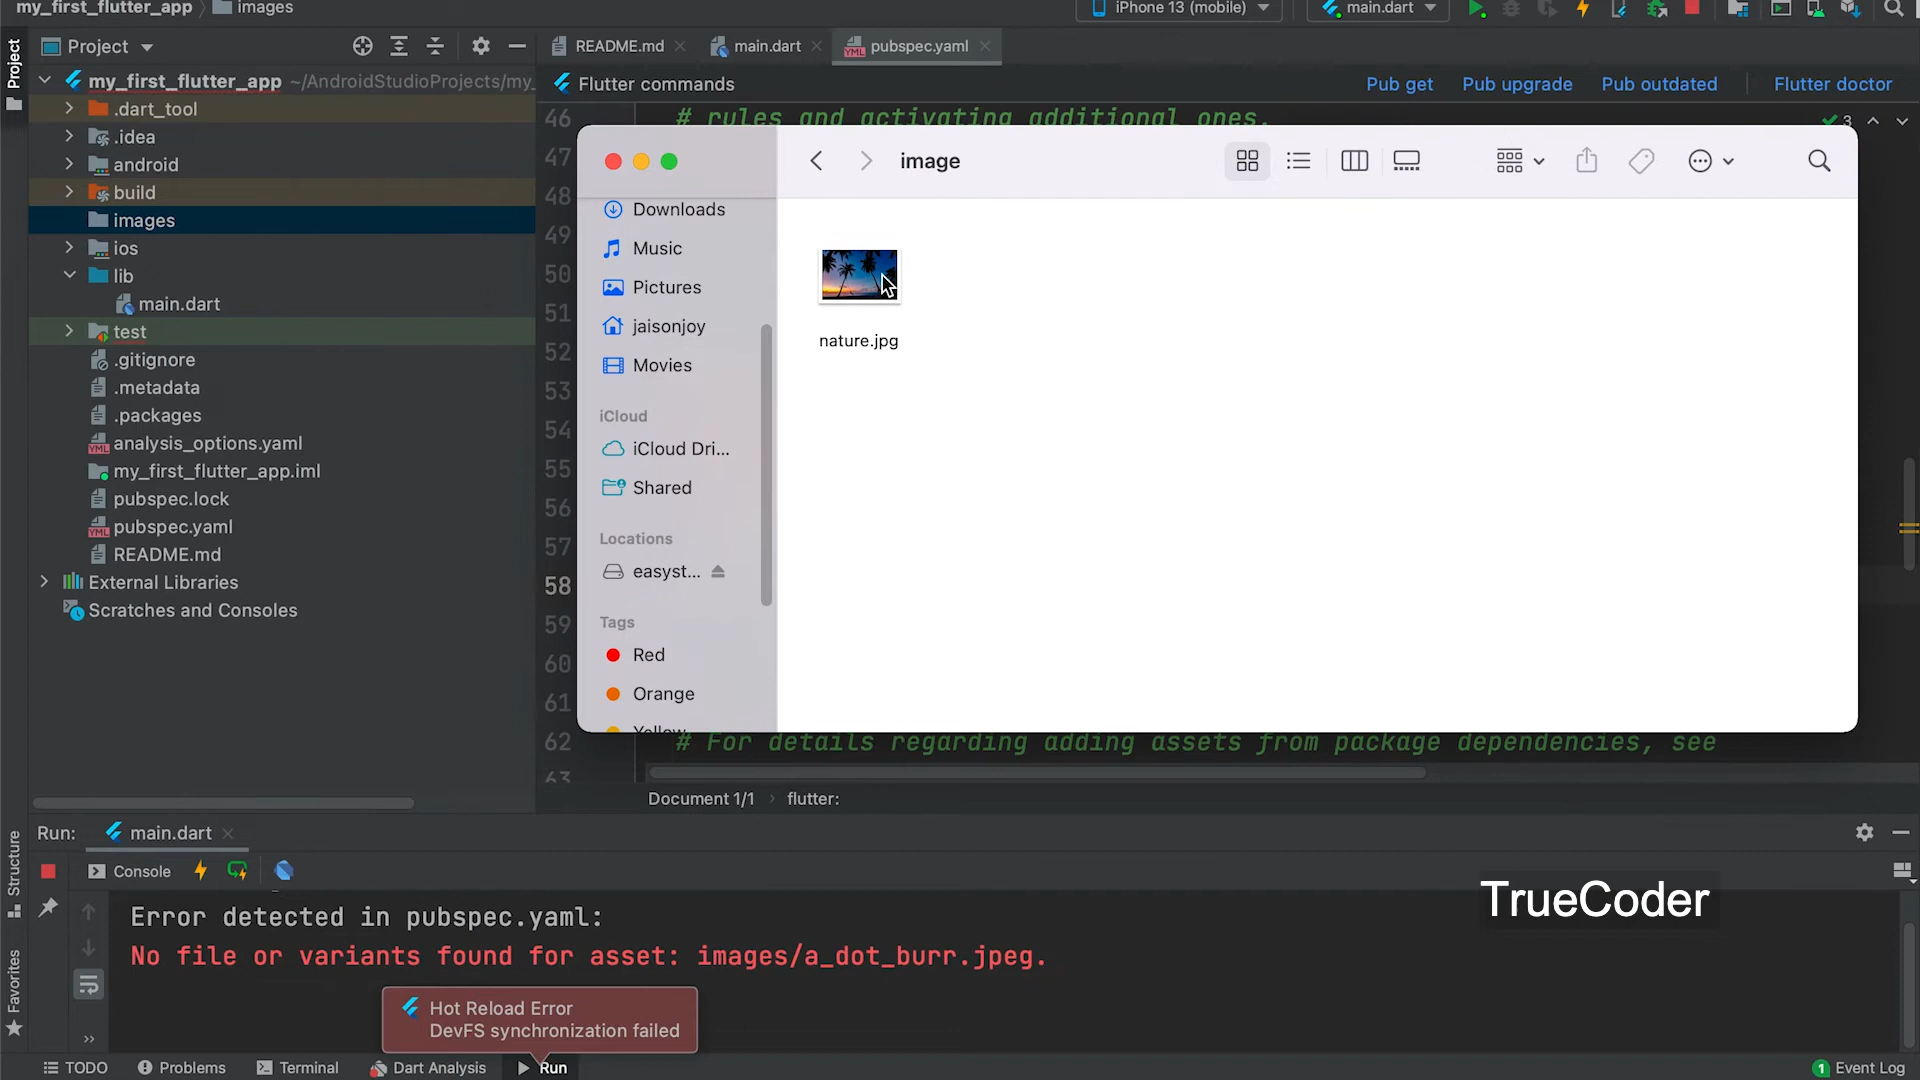 my_first_flutter_app
images
iPhone 13 (mobile)
main.dart
Project
Project
my_first_flutter_app ~/AndroidStudioProjects/my_
.dart_tool
.idea
android
build
images
ios
lib
main.dart
test
.gitignore
.metadata
.packages
analysis_options.yaml
my_first_flutter_app.iml
pubspec.lock
pubspec.yaml
README.md
External Libraries
Scratches and Consoles
README.md
main.dart
pubspec.yaml
Flutter commands
Pub get
Pub upgrade
Pub outdated
Flutter doctor
46 # rules and activating additional ones.
3
47
48
49
50
51
52
53
54
55
56
57
58
59
60
61
62 # For details regarding adding assets from package dependencies, see
63
image
Downloads
Music
Pictures
jaisonjoy
Movies
iCloud
iCloud Dri...
Shared
Locations
easyst...
Tags
Red
Orange
Yellow
nature.jpg
Document 1/1
flutter:
Run:
main.dart
Console
Structure
Favorites
Error detected in pubspec.yaml:
No file or variants found for asset: images/a_dot_burr.jpeg.
TrueCoder
Hot Reload Error
DevFS synchronization failed
TODO
Problems
Terminal
Dart Analysis
Run
1 Event Log